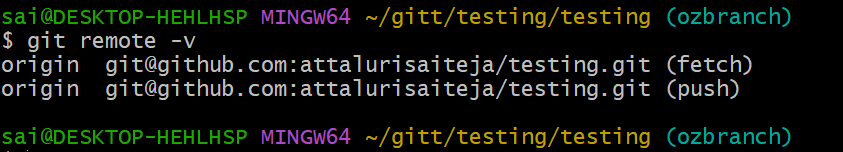 sai@DESKTOP-HEHLHSP MINGW64 ~/gitt/testing/testing (ozbranch)
$ git remote -v
origin  git@github.com:attalurisaiteja/testing.git (fetch)
origin  git@github.com:attalurisaiteja/testing.git (push)
sai@DESKTOP-HEHLHSP MINGW64 ~/gitt/testing/testing (ozbranch)